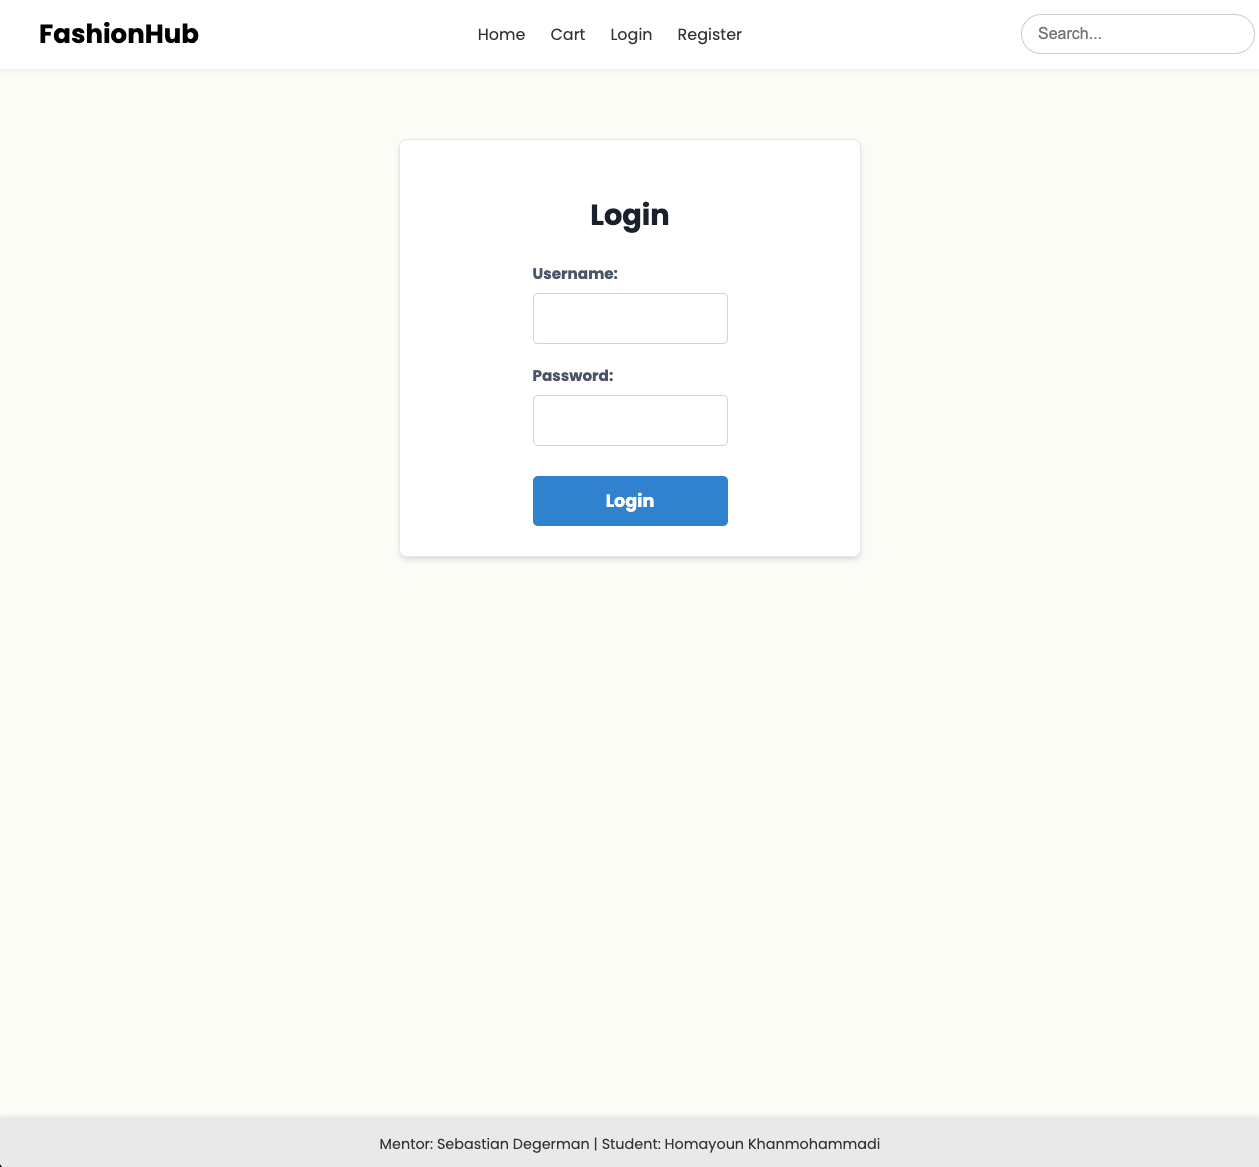 FashionHub
Home Cart Login Register
Search...
Login
Username:
Password:
Login
Mentor: Sebastian Degerman | Student: Homayoun Khanmohammadi